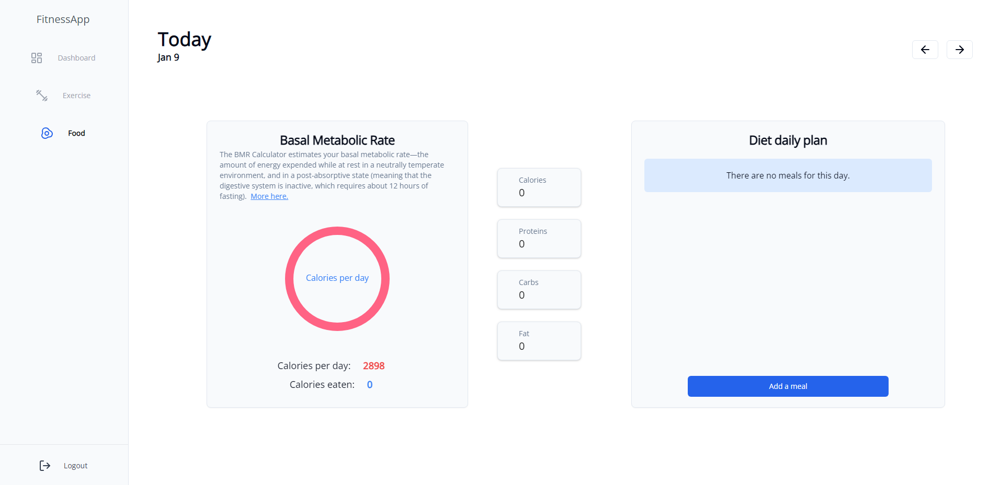 FitnessApp
Dashboard
Exercise
Food
Logout
Today
Jan 9
Basal Metabolic Rate
The BMR Calculator estimates your basal metabolic rate—the
amount of energy expended while at rest in a neutrally temperate
environment, and in a post-absorptive state (meaning that the
digestive system is inactive, which requires about 12 hours of
fasting). More here.
Calories per day
Calories per day: 2898
Calories eaten: 0
Calories
0
Proteins
0
Carbs
0
Fat
0
Diet daily plan
There are no meals for this day.
Add a meal